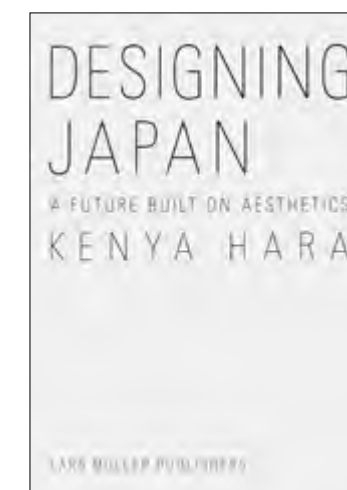 DESIGNING
JAPAN
A FUTURE BUILT ON AESTHETICS
KENYA HARA
LARS MÜLLER PUBLISHERS